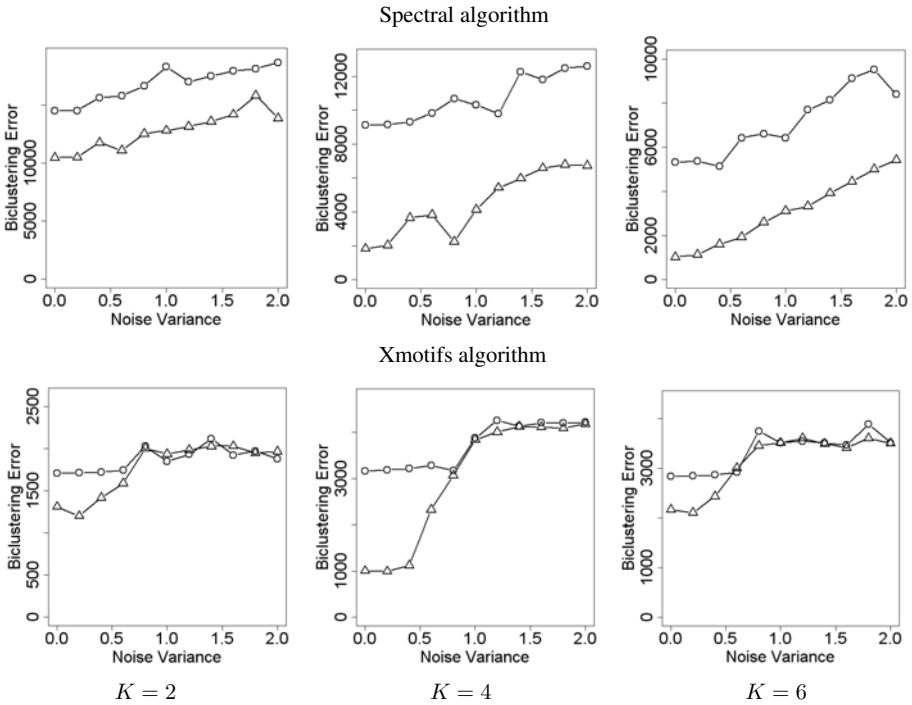 Spectral algorithm
Biclustering Error
0 5000 10000
0.0 0.5 1.0 1.5 2.0
Noise Variance
Biclustering Error
0 4000 8000 12000
0.0 0.5 1.0 1.5 2.0
Noise Variance
Biclustering Error
0 2000 6000 10000
0.0 0.5 1.0 1.5 2.0
Noise Variance
Xmotifs algorithm
Biclustering Error
0 500 1500 2500
0.0 0.5 1.0 1.5 2.0
Noise Variance
Biclustering Error
0 1000 3000
0.0 0.5 1.0 1.5 2.0
Noise Variance
Biclustering Error
0 1000 3000
0.0 0.5 1.0 1.5 2.0
Noise Variance
K = 2
K = 4
K = 6